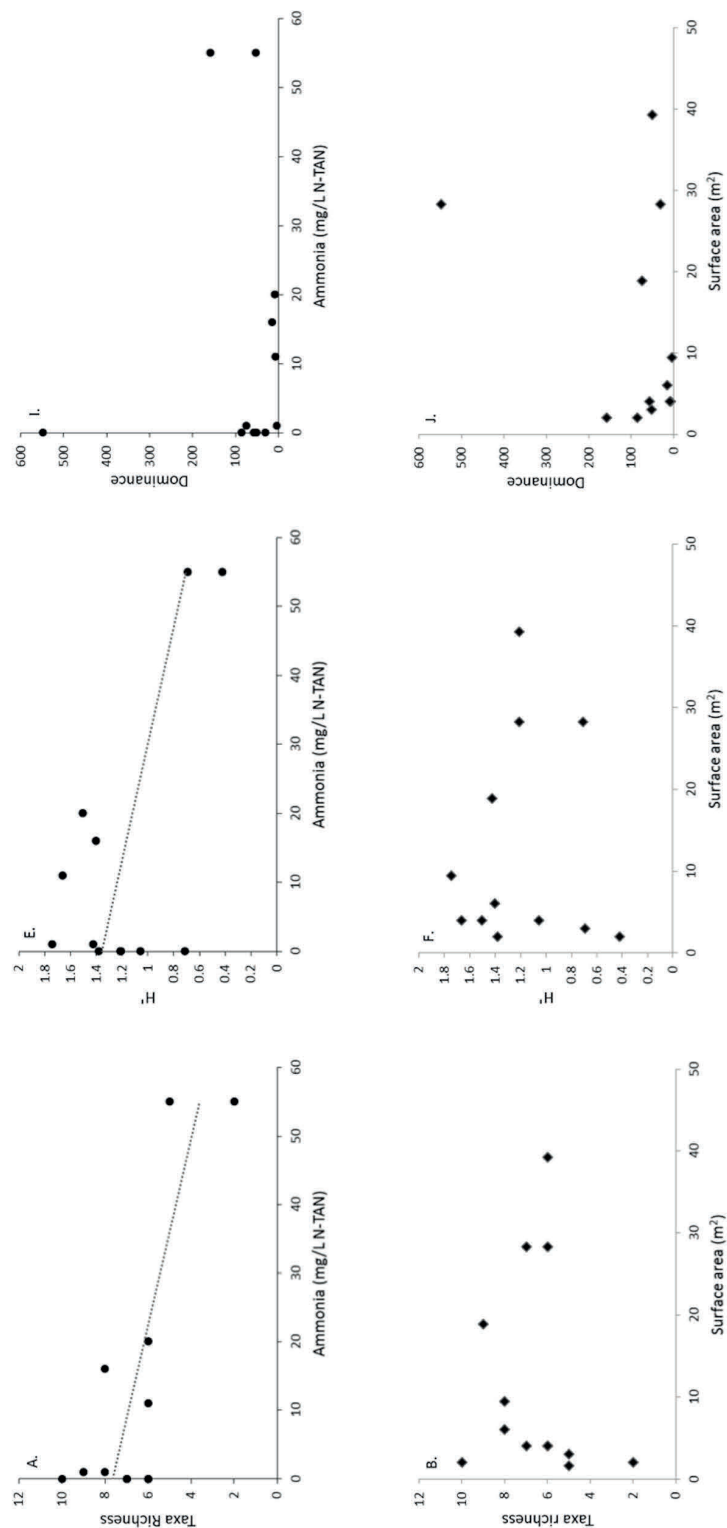 A.
Taxa Richness
12
10
8
6
4
2
0
0 10 20 30 40 50 60
Ammonia (mg/L N-TAN)
E.
H'
2
1.8
1.6
1.4
1.2
1
0.8
0.6
0.4
0.2
0
0 10 20 30 40 50 60
Ammonia (mg/L N-TAN)
I.
Dominance
600
500
400
300
200
100
0
0 10 20 30 40 50 60
Ammonia (mg/L N-TAN)
B.
Taxa richness
12
10
8
6
4
2
0
0 10 20 30 40 50
Surface area (m²)
F.
H'
2
1.8
1.6
1.4
1.2
1
0.8
0.6
0.4
0.2
0
0 10 20 30 40 50
Surface area (m²)
J.
Dominance
600
500
400
300
200
100
0
0 10 20 30 40 50
Surface area (m²)